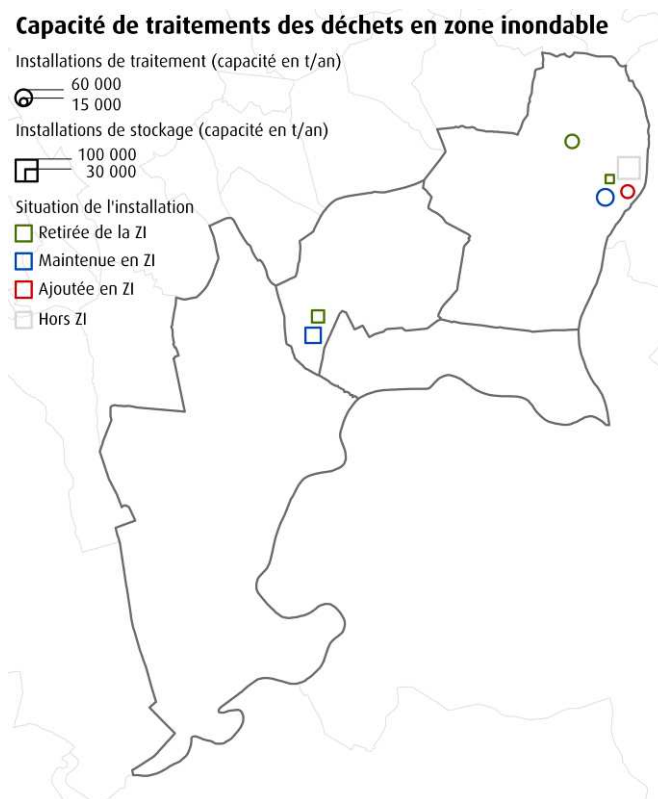 Capacité de traitements des déchets en zone inondable
Installations de traitement (capacité en t/an)
60 000
15 000
Installations de stockage (capacité en t/an)
100 000
30 000
Situation de l'installation
Retirée de la ZI
Maintenue en ZI
Ajoutée en ZI
Hors ZI